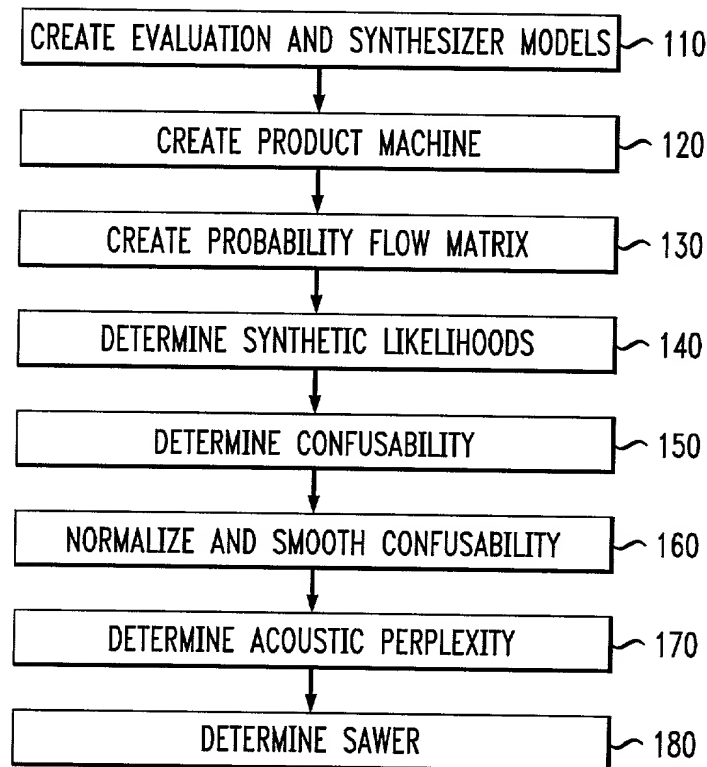 CREATE EVALUATION AND SYNTHESIZER MODELS 110
CREATE PRODUCT MACHINE 120
CREATE PROBABILITY FLOW MATRIX 130
DETERMINE SYNTHETIC LIKELIHOODS 140
DETERMINE CONFUSABILITY 150
NORMALIZE AND SMOOTH CONFUSABILITY 160
DETERMINE ACOUSTIC PERPLEXITY 170
DETERMINE SAWER 180